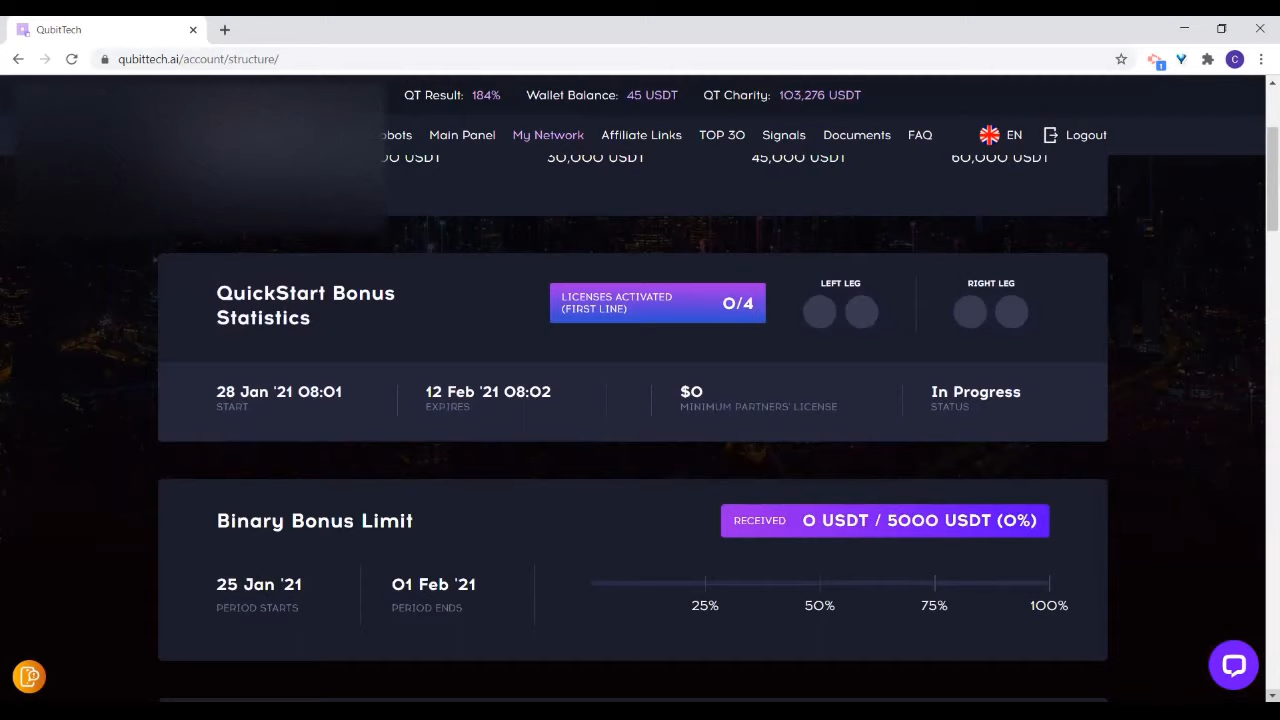 QubitTech
qubittech.ai/account/structure/
1
C
QT Result: 184% Wallet Balance: 45 USDT QT Charity: 103,276 USDT
obots Main Panel My Network Affiliate Links TOP 30 Signals Documents FAQ EN Logout
USDT 30,000 USDT 45,000 USDT 60,000 USDT
QuickStart Bonus
Statistics
LICENSES ACTIVATED
(FIRST LINE)
0/4
LEFT LEG
RIGHT LEG
28 Jan '21 08:01 12 Feb '21 08:02 $0 In Progress
START EXPIRES MINIMUM PARTNERS' LICENSE STATUS
Binary Bonus Limit
RECEIVED 0 USDT / 5000 USDT (0%)
25 Jan '21 01 Feb '21
PERIOD STARTS PERIOD ENDS
25% 50% 75% 100%